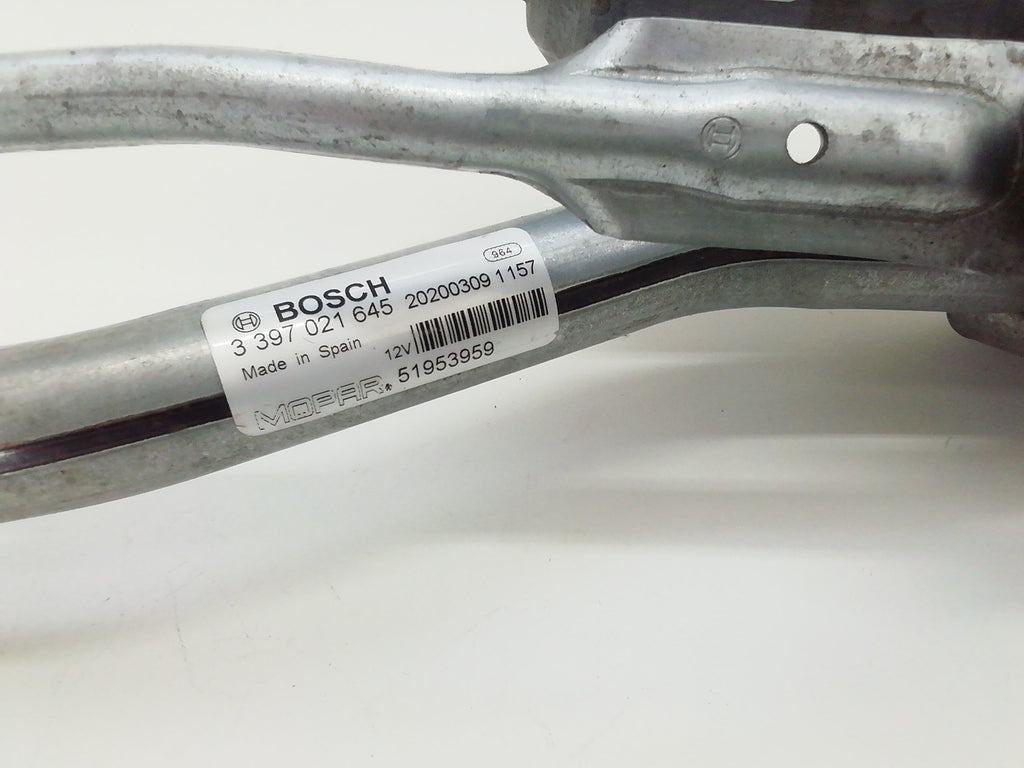 964
BOSCH
3 397 021 645 20200309 1157
Made in Spain 12V
MOPAR. 51953959